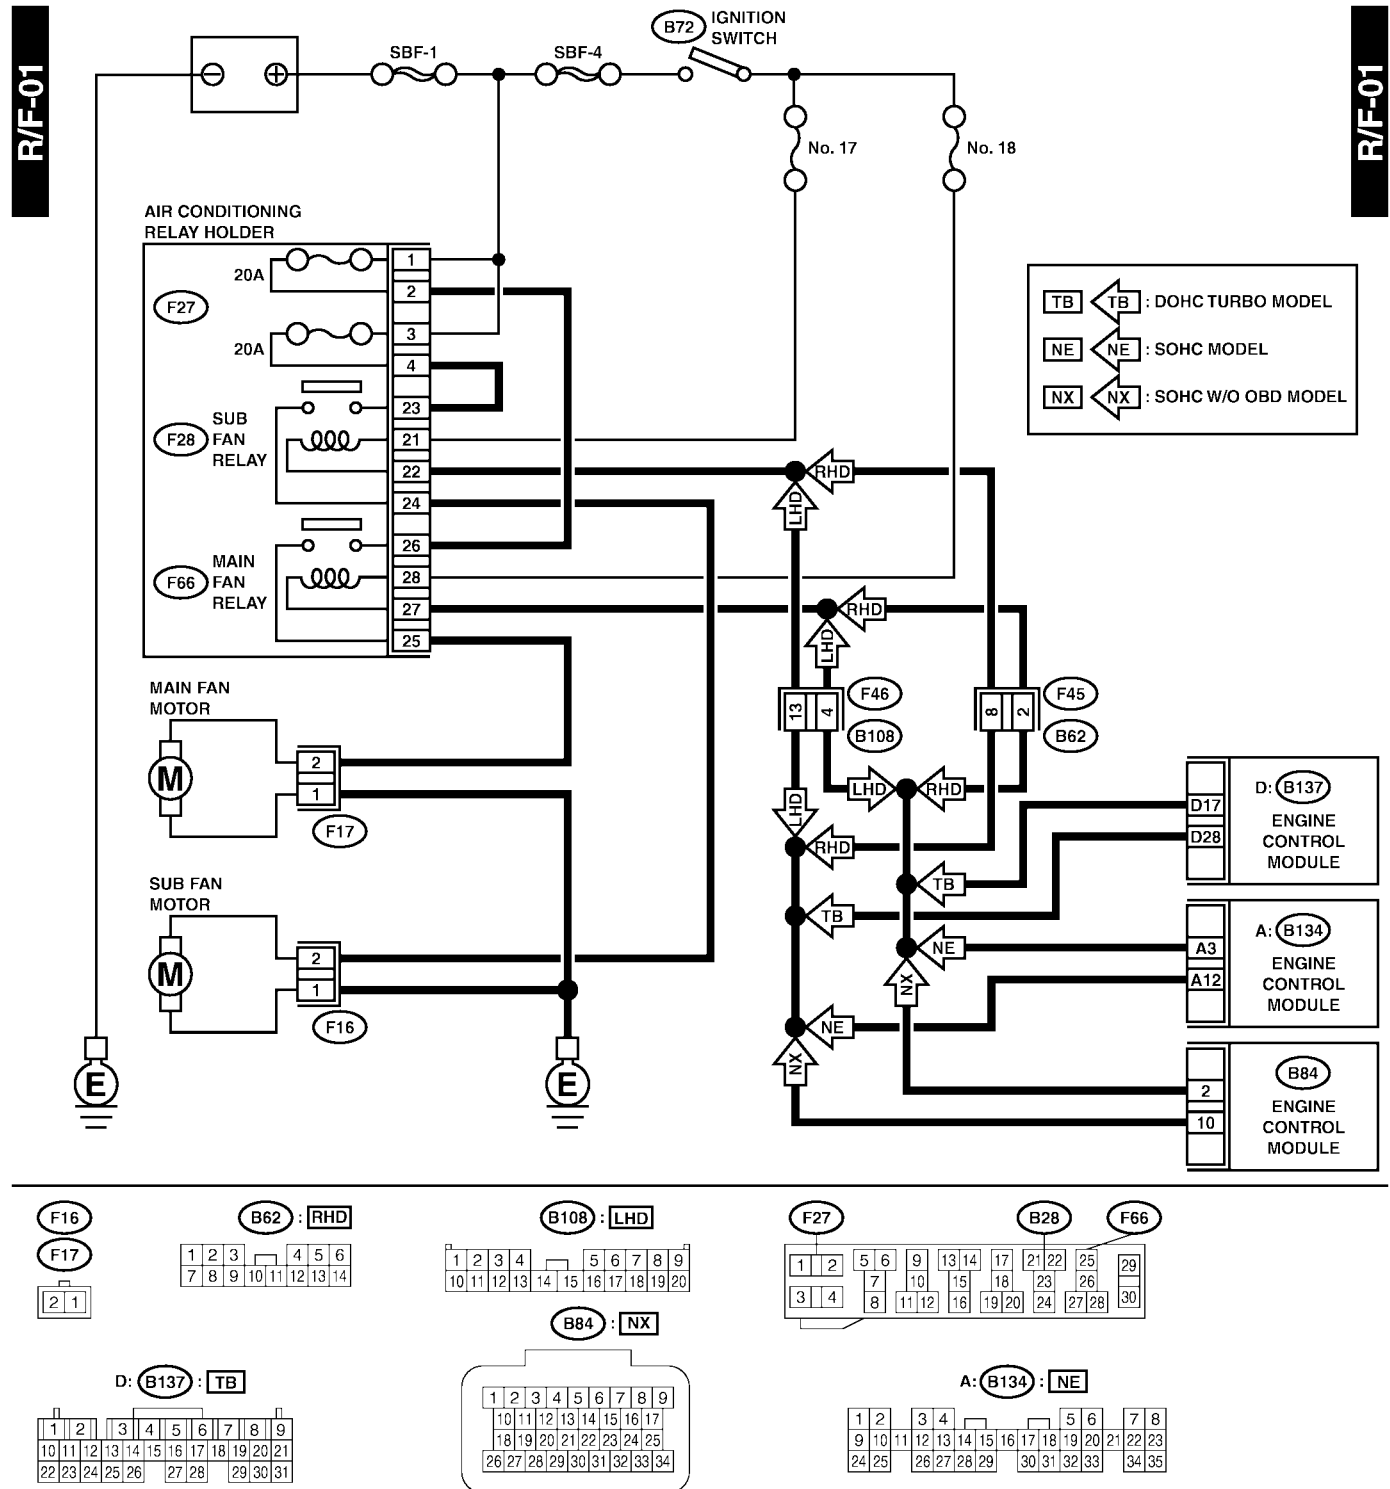 R/F-01
R/F-01
B72
IGNITION
SWITCH
SBF-1
SBF-4
− +
No. 17
No. 18
AIR CONDITIONING
RELAY HOLDER
20A
F27
20A
F28
SUB
FAN
RELAY
F66
MAIN
FAN
RELAY
1
2
3
4
23
21
22
24
26
28
27
25
TB TB : DOHC TURBO MODEL
NE NE : SOHC MODEL
NX NX : SOHC W/O OBD MODEL
RHD
LHD
RHD
LHD
13 4
F46
B108
8 2
F45
B62
LHD RHD
LHD
RHD
TB
TB
NE
NX
NE
NX
MAIN FAN
MOTOR
M
2
1
F17
SUB FAN
MOTOR
M
2
1
F16
E
E
D17
D28
D: B137
ENGINE
CONTROL
MODULE
A3
A12
A: B134
ENGINE
CONTROL
MODULE
2
10
B84
ENGINE
CONTROL
MODULE
F16
F17
2 1
B62 : RHD
1 2 3 4 5 6
7 8 9 10 11 12 13 14
B108 : LHD
1 2 3 4 5 6 7 8 9
10 11 12 13 14 15 16 17 18 19 20
F27 B28 F66
1 2 5 6 9 13 14 17 21 22 25 29
7 10 15 18 23 26
3 4 8 11 12 16 19 20 24 27 28 30
B84 : NX
1 2 3 4 5 6 7 8 9
10 11 12 13 14 15 16 17
18 19 20 21 22 23 24 25
26 27 28 29 30 31 32 33 34
D: B137 : TB
1 2 3 4 5 6 7 8 9
10 11 12 13 14 15 16 17 18 19 20 21
22 23 24 25 26 27 28 29 30 31
A: B134 : NE
1 2 3 4 5 6 7 8
9 10 11 12 13 14 15 16 17 18 19 20 21 22 23
24 25 26 27 28 29 30 31 32 33 34 35